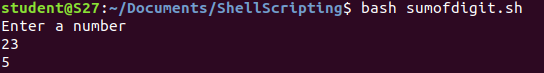 student@S27:~/Documents/ShellScripting$ bash sumofdigit.sh
Enter a number
23
5